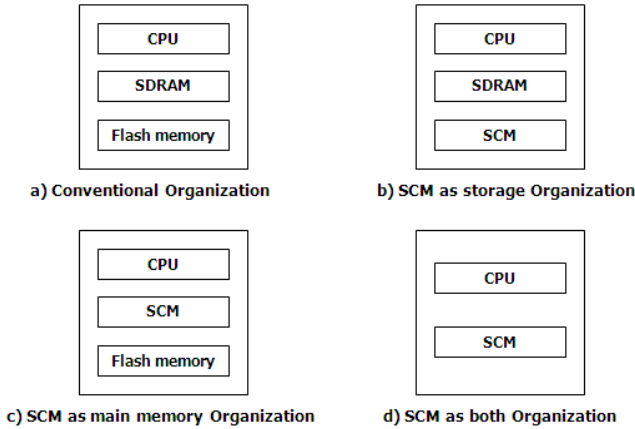 CPU
SDRAM
Flash memory
a) Conventional Organization
CPU
SDRAM
SCM
b) SCM as storage Organization
CPU
SCM
Flash memory
c) SCM as main memory Organization
CPU
SCM
d) SCM as both Organization